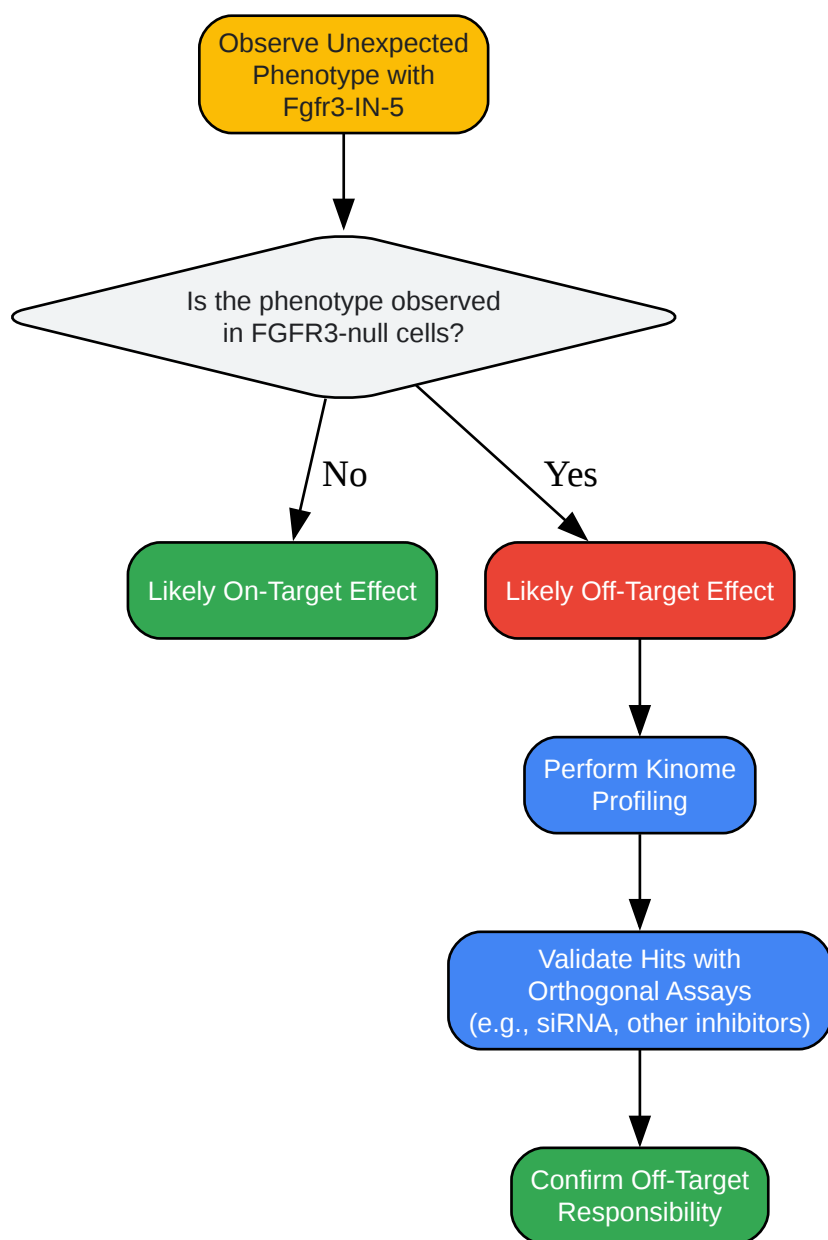 Observe Unexpected
Phenotype with
Fgfr3-IN-5
Is the phenotype observed
in FGFR3-null cells?
No
Yes
Likely On-Target Effect
Likely Off-Target Effect
Perform Kinome
Profiling
Validate Hits with
Orthogonal Assays
(e.g., siRNA, other inhibitors)
Confirm Off-Target
Responsibility